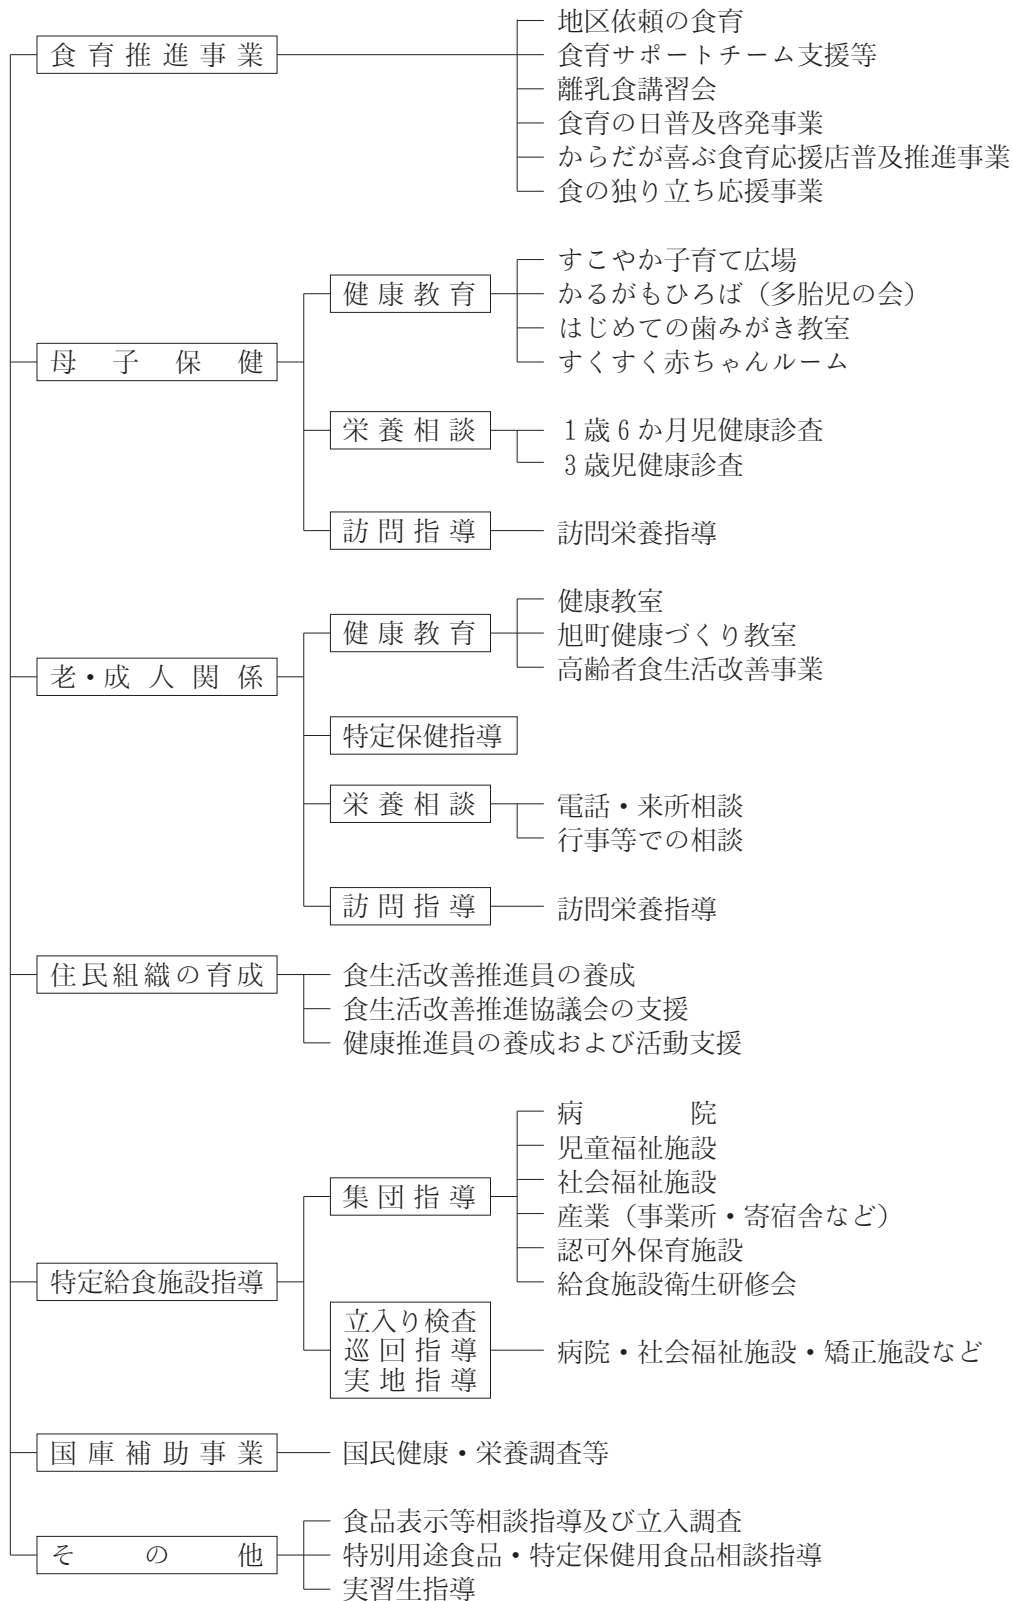 食育推進事業
地区依頼の食育
食育サポートチーム支援等
離乳食講習会
食育の日普及啓発事業
からだが喜ぶ食育応援店普及推進事業
食の独り立ち応援事業
母子保健
健康教育
すこやか子育て広場
かるがもひろば（多胎児の会）
はじめての歯みがき教室
すくすく赤ちゃんルーム
栄養相談
1歳6か月児健康診査
3歳児健康診査
訪問指導
訪問栄養指導
老・成人関係
健康教育
健康教室
旭町健康づくり教室
高齢者食生活改善事業
特定保健指導
栄養相談
電話・来所相談
行事等での相談
訪問指導
訪問栄養指導
住民組織の育成
食生活改善推進員の養成
食生活改善推進協議会の支援
健康推進員の養成および活動支援
特定給食施設指導
集団指導
病院
児童福祉施設
社会福祉施設
産業（事業所・寄宿舎など）
認可外保育施設
給食施設衛生研修会
立入り検査
巡回指導
実地指導
病院・社会福祉施設・矯正施設など
国庫補助事業
国民健康・栄養調査等
その他
食品表示等相談指導及び立入調査
特別用途食品・特定保健用食品相談指導
実習生指導